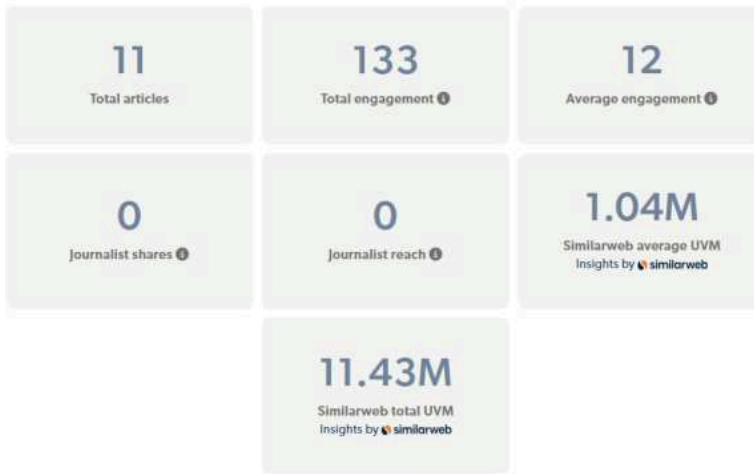 11
Total articles
133
Total engagement
12
Average engagement
0
Journalist shares
0
Journalist reach
1.04M
Similarweb average UVM
Insights by similarweb
11.43M
Similarweb total UVM
Insights by similarweb